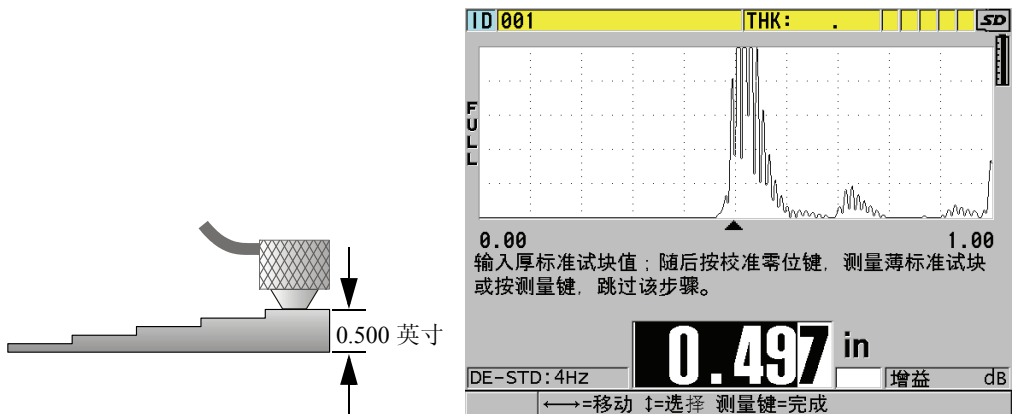 ID 001 THK: . SD
FULL
0.00 1.00
输入厚标准试块值；随后按校准零位键，测量薄标准试块
或按测量键，跳过该步骤。
0.500 英寸
0.497 in
DE-STD:4Hz 增益 dB
←→=移动 ↕=选择 测量键=完成